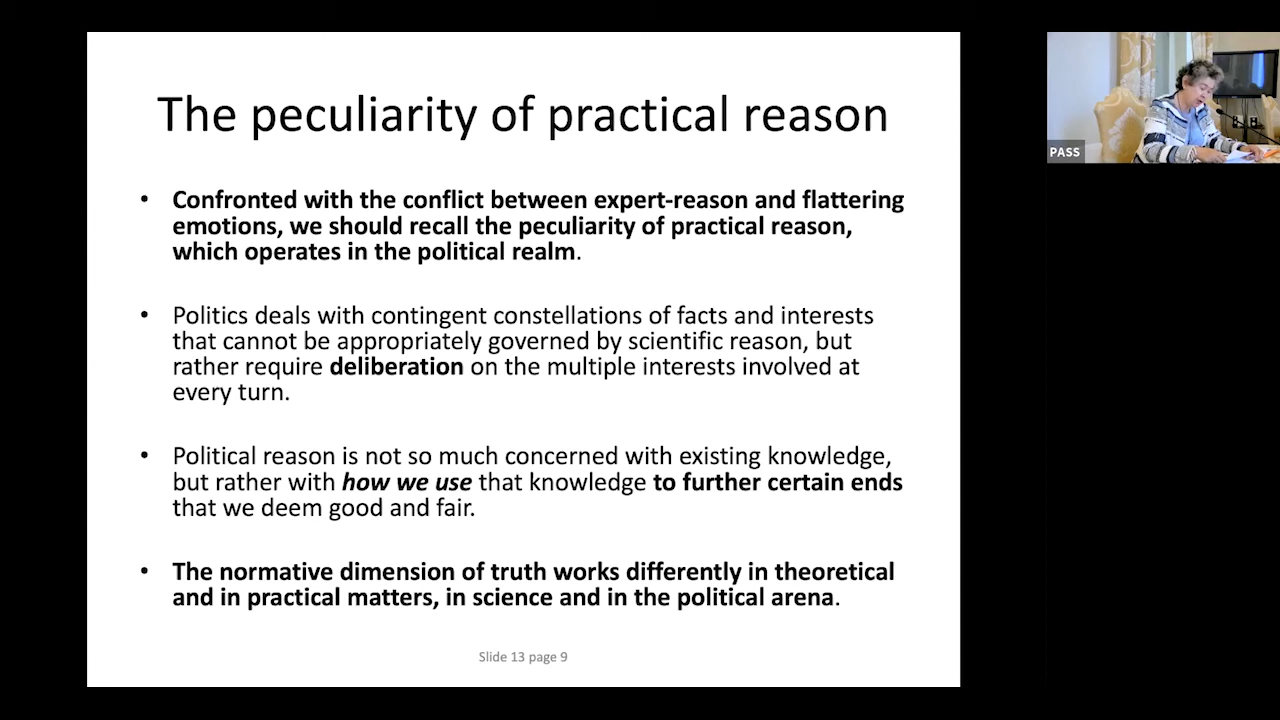 The peculiarity of practical reason
• Confronted with the conflict between expert-reason and flattering
emotions, we should recall the peculiarity of practical reason,
which operates in the political realm.
• Politics deals with contingent constellations of facts and interests
that cannot be appropriately governed by scientific reason, but
rather require deliberation on the multiple interests involved at
every turn.
• Political reason is not so much concerned with existing knowledge,
but rather with how we use that knowledge to further certain ends
that we deem good and fair.
• The normative dimension of truth works differently in theoretical
and in practical matters, in science and in the political arena.
Slide 13 page 9
PASS